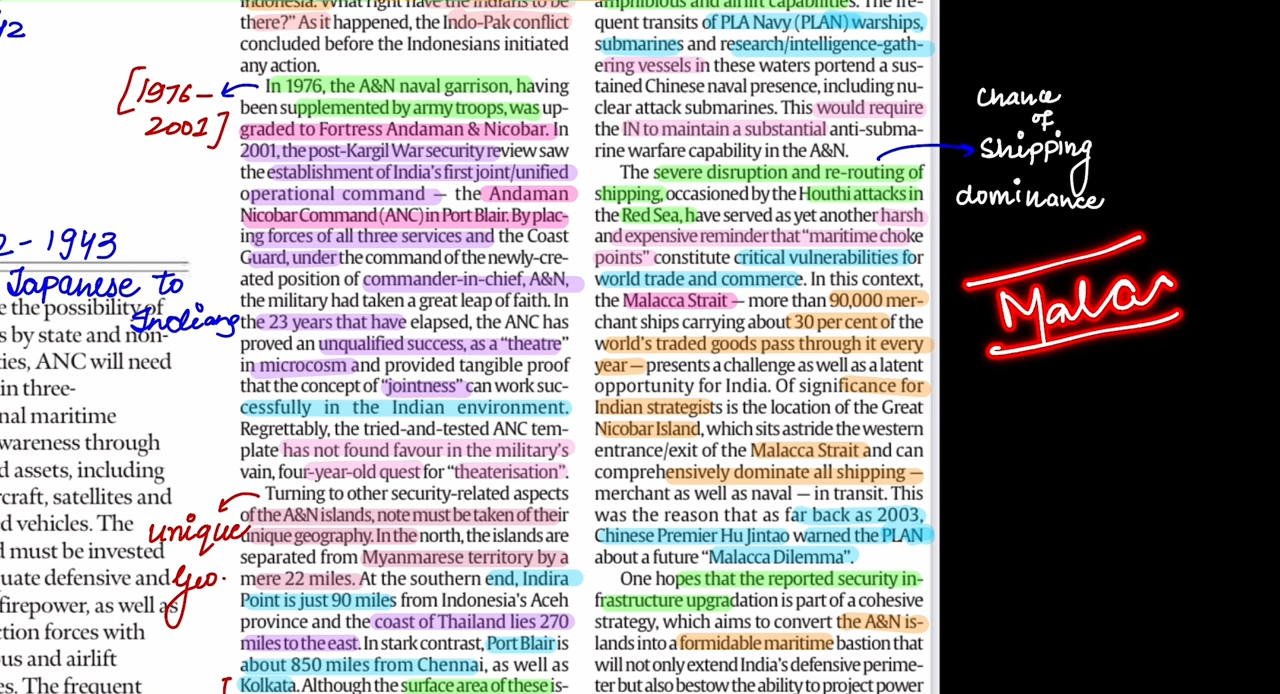 42
[1976 –
2001]
2 - 1943
Japanese to
Indians
e the possibility of
s by state and non-
ties, ANC will need
in three-
nal maritime
wareness through
d assets, including
rcraft, satellites and
d vehicles. The
d must be invested
quate defensive and
firepower, as well as
ction forces with
ous and airlift
es. The frequent
unique
Geo.
Indonesia. What right have the Indians to be
there?" As it happened, the Indo-Pak conflict
concluded before the Indonesians initiated
any action.
In 1976, the A&N naval garrison, having
been supplemented by army troops, was up-
graded to Fortress Andaman & Nicobar. In
2001, the post-Kargil War security review saw
the establishment of India's first joint/unified
operational command — the Andaman
Nicobar Command (ANC) in Port Blair. By plac-
ing forces of all three services and the Coast
Guard, under the command of the newly-cre-
ated position of commander-in-chief, A&N,
the military had taken a great leap of faith. In
the 23 years that have elapsed, the ANC has
proved an unqualified success, as a "theatre"
in microcosm and provided tangible proof
that the concept of "jointness" can work suc-
cessfully in the Indian environment.
Regrettably, the tried-and-tested ANC tem-
plate has not found favour in the military's
vain, four-year-old quest for "theaterisation".
Turning to other security-related aspects
of the A&N islands, note must be taken of their
unique geography. In the north, the islands are
separated from Myanmarese territory by a
mere 22 miles. At the southern end, Indira
Point is just 90 miles from Indonesia's Aceh
province and the coast of Thailand lies 270
miles to the east. In stark contrast, Port Blair is
about 850 miles from Chennai, as well as
Kolkata. Although the surface area of these is-
amphibious and airlift capabilities. The fre-
quent transits of PLA Navy (PLAN) warships,
submarines and research/intelligence-gath-
ering vessels in these waters portend a sus-
tained Chinese naval presence, including nu-
clear attack submarines. This would require
the IN to maintain a substantial anti-subma-
rine warfare capability in the A&N.
The severe disruption and re-routing of
shipping, occasioned by the Houthi attacks in
the Red Sea, have served as yet another harsh
and expensive reminder that "maritime choke
points" constitute critical vulnerabilities for
world trade and commerce. In this context,
the Malacca Strait — more than 90,000 mer-
chant ships carrying about 30 per cent of the
world's traded goods pass through it every
year — presents a challenge as well as a latent
opportunity for India. Of significance for
Indian strategists is the location of the Great
Nicobar Island, which sits astride the western
entrance/exit of the Malacca Strait and can
comprehensively dominate all shipping —
merchant as well as naval — in transit. This
was the reason that as far back as 2003,
Chinese Premier Hu Jintao warned the PLAN
about a future "Malacca Dilemma".
One hopes that the reported security in-
frastructure upgradation is part of a cohesive
strategy, which aims to convert the A&N is-
lands into a formidable maritime bastion that
will not only extend India's defensive perime-
ter but also bestow the ability to project power
Chance
of
Shipping
dominance
Mala